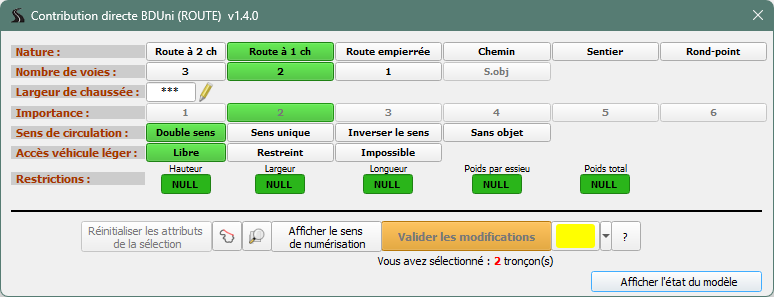 Contribution directe BDUni (ROUTE) v1.4.0
Nature : Route à 2 ch Route à 1 ch Route empierrée Chemin Sentier Rond-point
Nombre de voies : 3 2 1 S.obj
Largeur de chaussée : ***
Importance : 1 2 3 4 5 6
Sens de circulation : Double sens Sens unique Inverser le sens Sans objet
Accès véhicule léger : Libre Restreint Impossible
Hauteur Largeur Longueur Poids par essieu Poids total
Restrictions : NULL NULL NULL NULL NULL
Réinitialiser les attributs de la sélection Afficher le sens de numérisation Valider les modifications ?
Vous avez sélectionné : 2 tronçon(s)
Afficher l'état du modèle